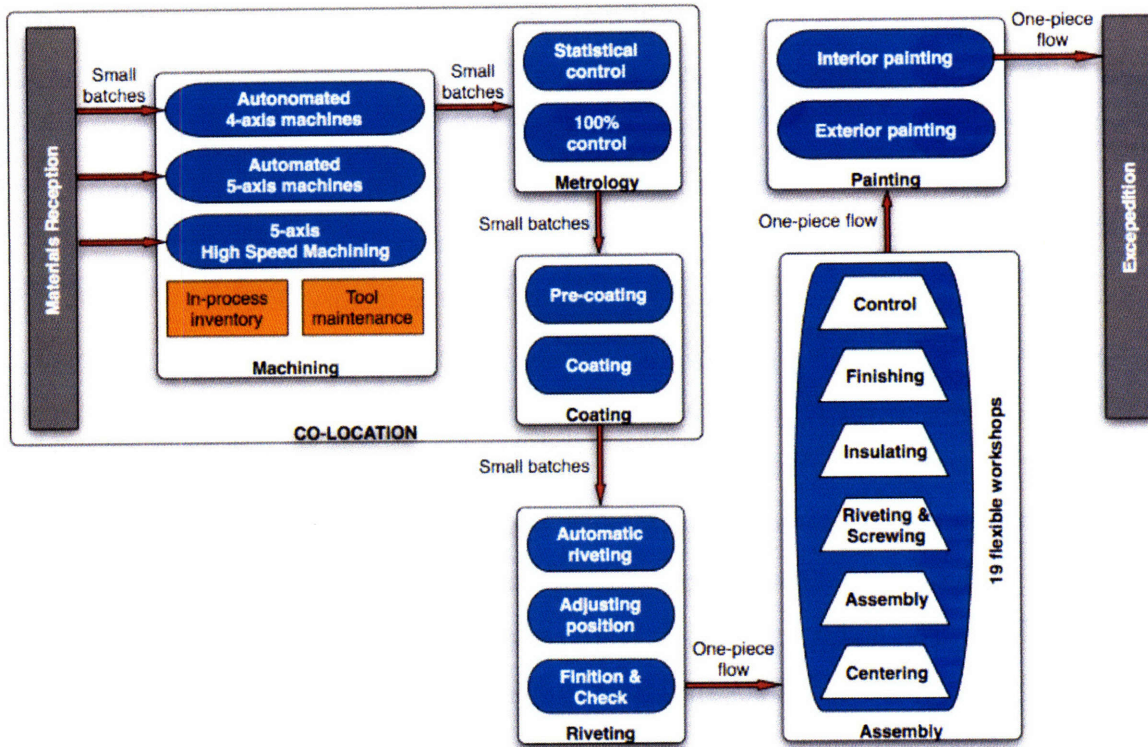 Materials Reception
Small
batches
Autonomated
4-axis machines
Automated
5-axis machines
5-axis
High Speed Machining
In-process
inventory
Tool
maintenance
Machining
Small
batches
Statistical
control
100%
control
Metrology
Small batches
Pre-coating
Coating
Coating
CO-LOCATION
Small batches
Automatic
riveting
Adjusting
position
Finition &
Check
Riveting
One-piece
flow
Control
Finishing
Insulating
Riveting &
Screwing
Assembly
Centering
19 flexible workshops
Assembly
One-piece flow
Interior painting
Exterior painting
Painting
One-piece
flow
Excepedition